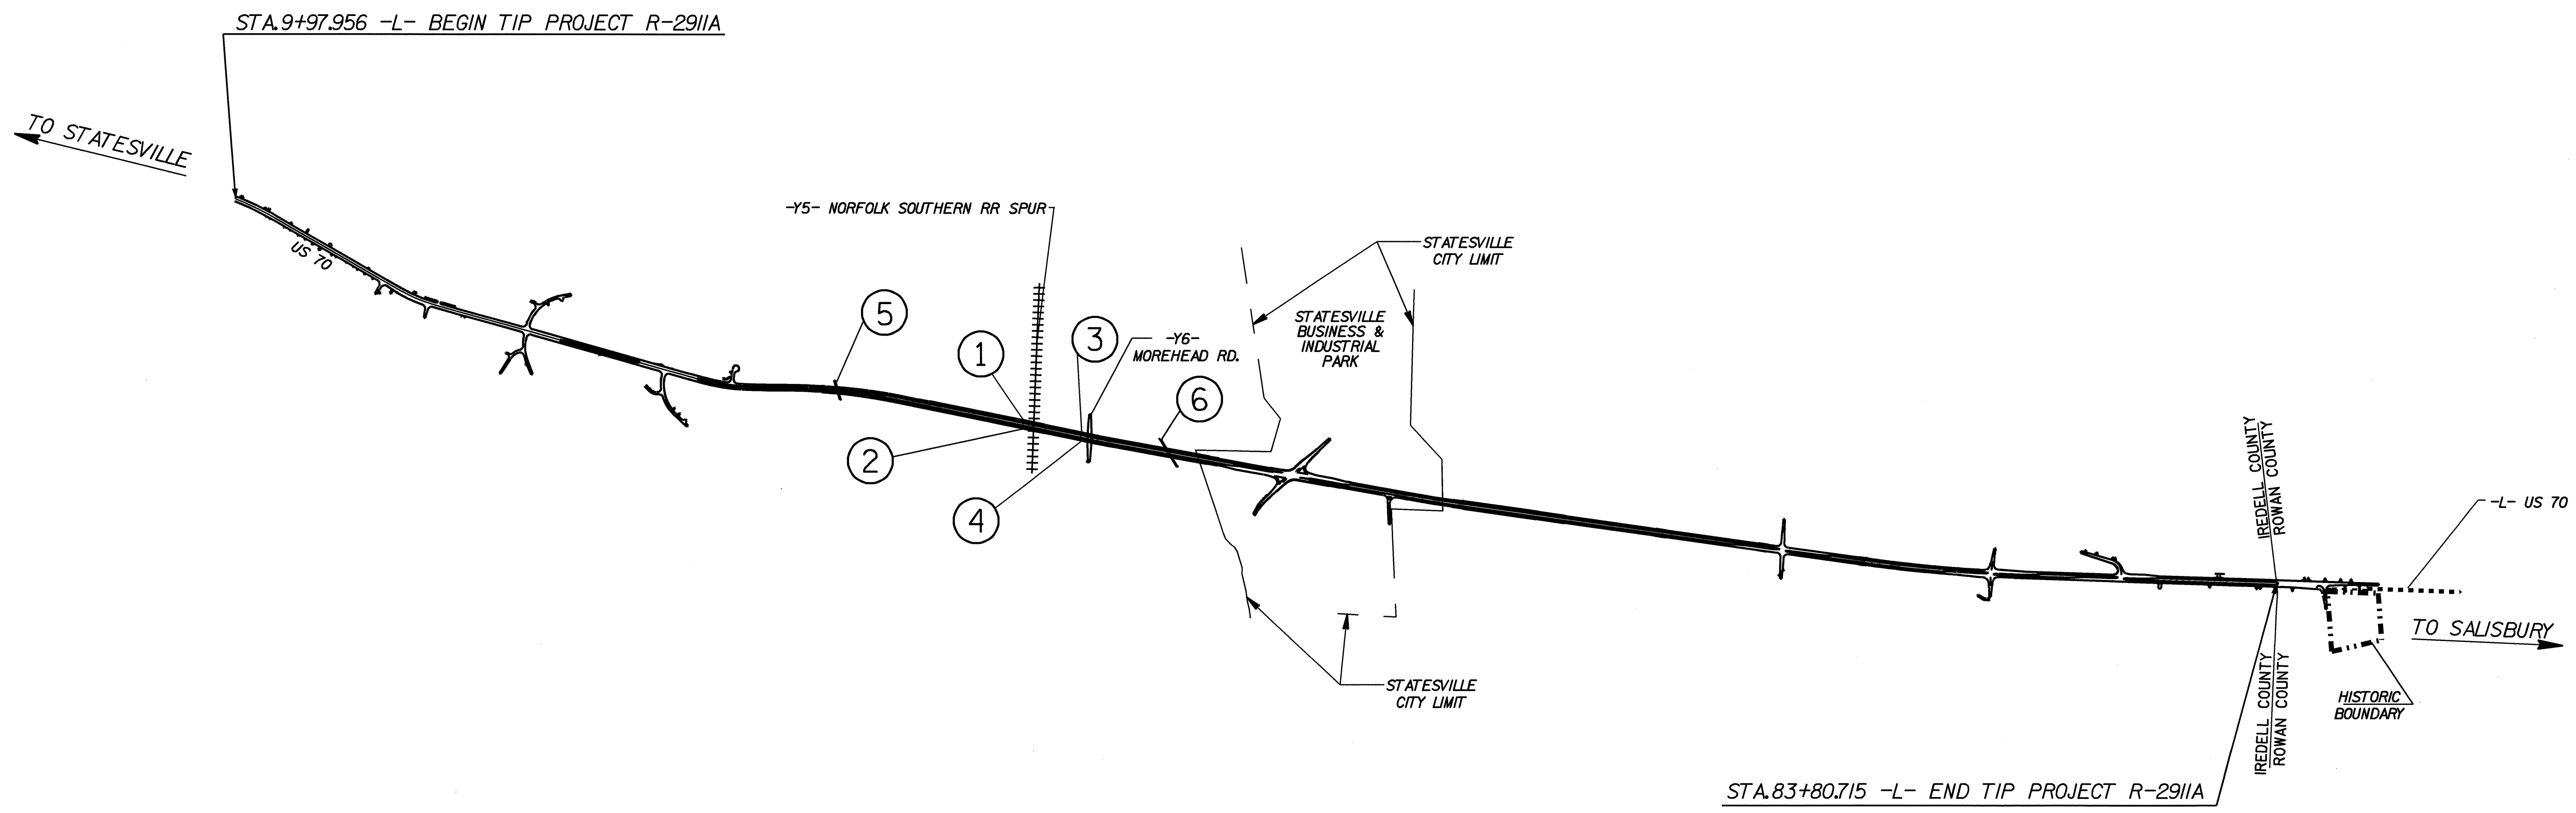 STA.9+97.956 -L- BEGIN TIP PROJECT R-2911A
TO STATESVILLE
US 70
-Y5- NORFOLK SOUTHERN RR SPUR
5
1
3
-Y6-
MOREHEAD RD.
6
2
4
STATESVILLE
CITY LIMIT
STATESVILLE
BUSINESS &
INDUSTRIAL
PARK
STATESVILLE
CITY LIMIT
IREDELL COUNTY
ROWAN COUNTY
-L- US 70
TO SALISBURY
HISTORIC
BOUNDARY
IREDELL COUNTY
ROWAN COUNTY
STA.83+80.715 -L- END TIP PROJECT R-2911A